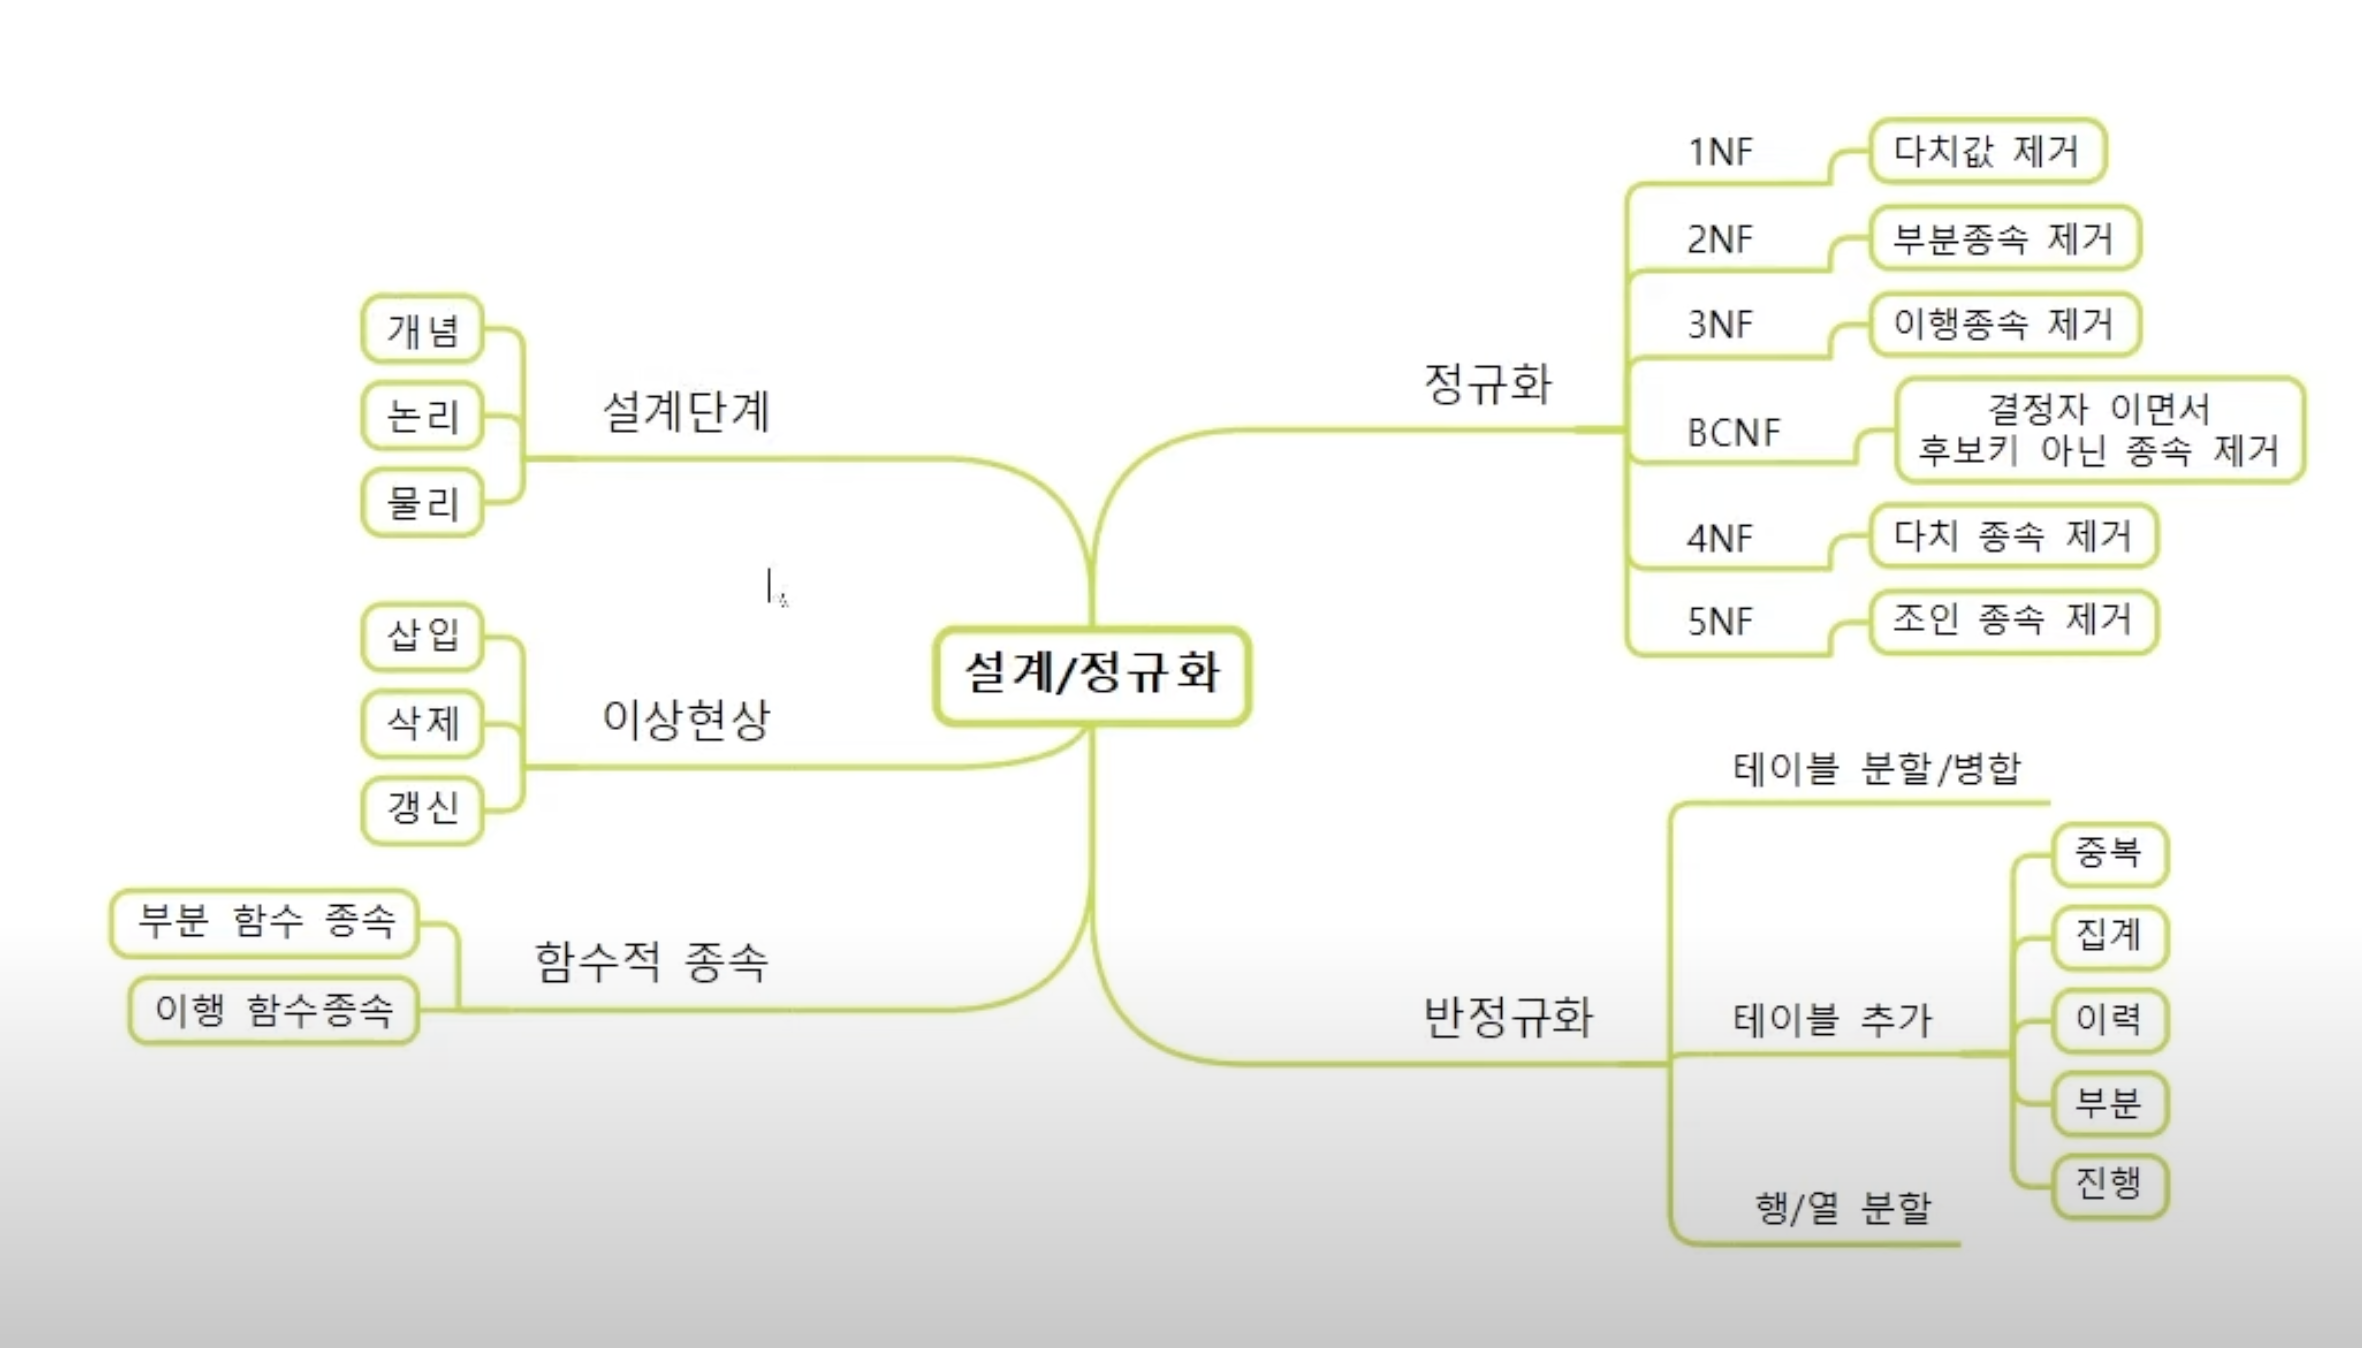 설계/정규화
설계단계
개념
논리
물리
이상현상
삽입
삭제
갱신
함수적 종속
부분 함수 종속
이행 함수종속
정규화
1NF
다치값 제거
2NF
부분종속 제거
3NF
이행종속 제거
BCNF
결정자 이면서
후보키 아닌 종속 제거
4NF
다치 종속 제거
5NF
조인 종속 제거
반정규화
테이블 분할/병합
테이블 추가
중복
집계
이력
부분
진행
행/열 분할